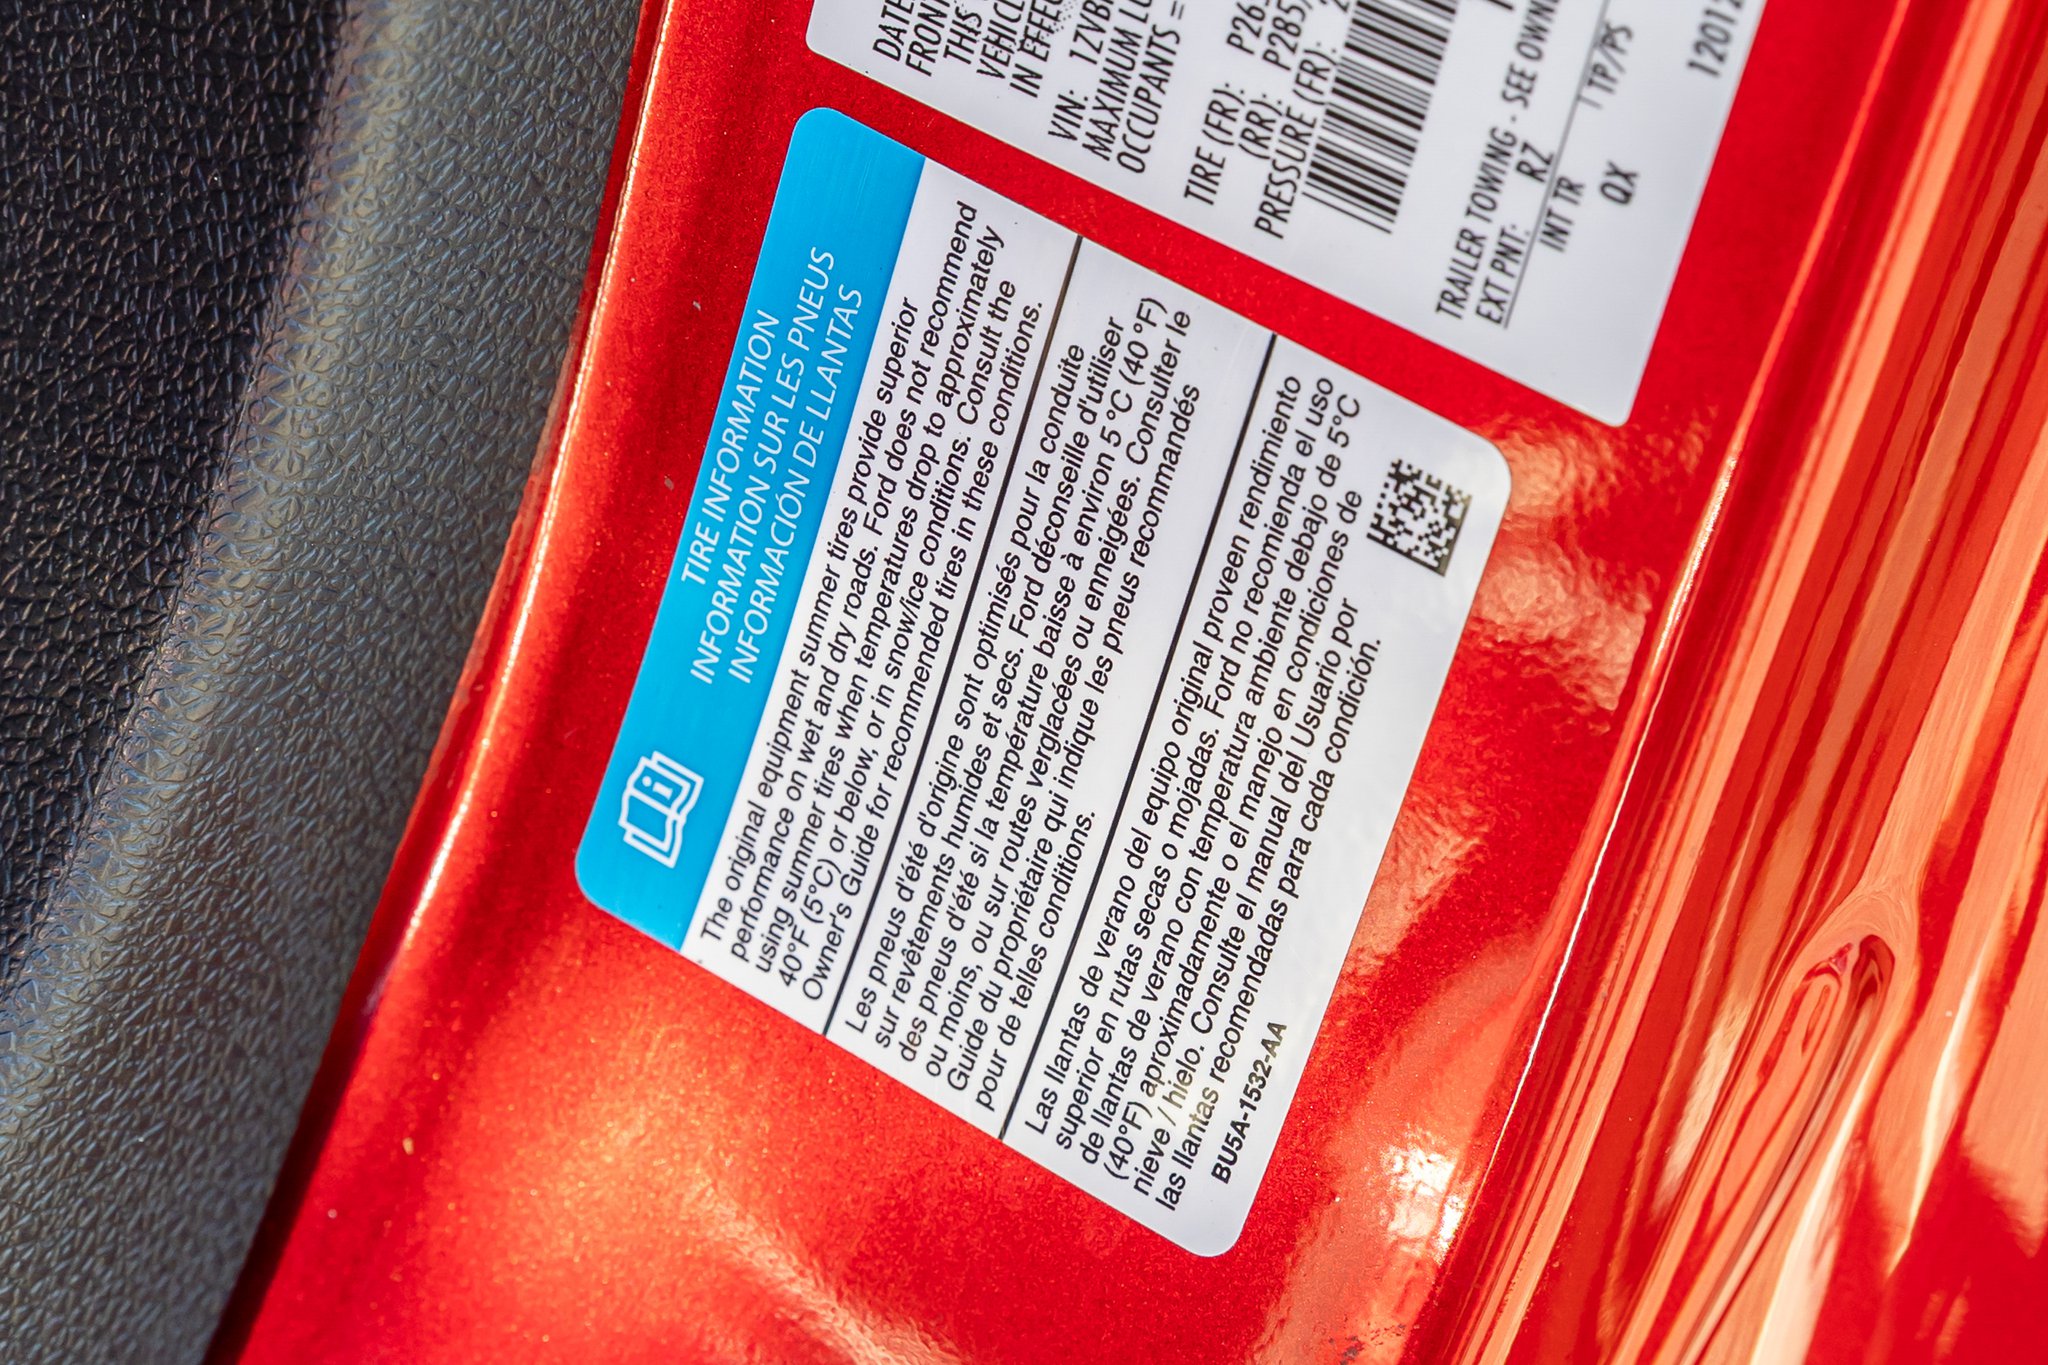 DATE
FRON
THIS
VEHICL
IN EFFEC
VIN: 1ZVB
MAXIMUM L
OCCUPANTS =
TIRE (FR): P26
(RR): P285/
PRESSURE (FR): 2
TRAILER TOWING - SEE OWN
EXT PNT: RZ
INT TR TP/PS
QX 12012
TIRE INFORMATION
INFORMATION SUR LES PNEUS
INFORMACIÓN DE LLANTAS
The original equipment summer tires provide superior
performance on wet and dry roads. Ford does not recommend
using summer tires when temperatures drop to approximately
40°F (5°C) or below, or in snow/ice conditions. Consult the
Owner's Guide for recommended tires in these conditions.
Les pneus d'été d'origine sont optimisés pour la conduite
sur revêtements humides et secs. Ford déconseille d'utiliser
des pneus d'été si la température baisse à environ 5 °C (40 °F)
ou moins, ou sur routes verglacées ou enneigées. Consulter le
Guide du propriétaire qui indique les pneus recommandés
pour de telles conditions.
Las llantas de verano del equipo original proveen rendimiento
superior en rutas secas o mojadas. Ford no recomienda el uso
de llantas de verano con temperatura ambiente debajo de 5°C
(40°F) aproximadamente o el manejo en condiciones de
nieve / hielo. Consulte el manual del Usuario por
las llantas recomendadas para cada condición.
BU5A-1532-AA